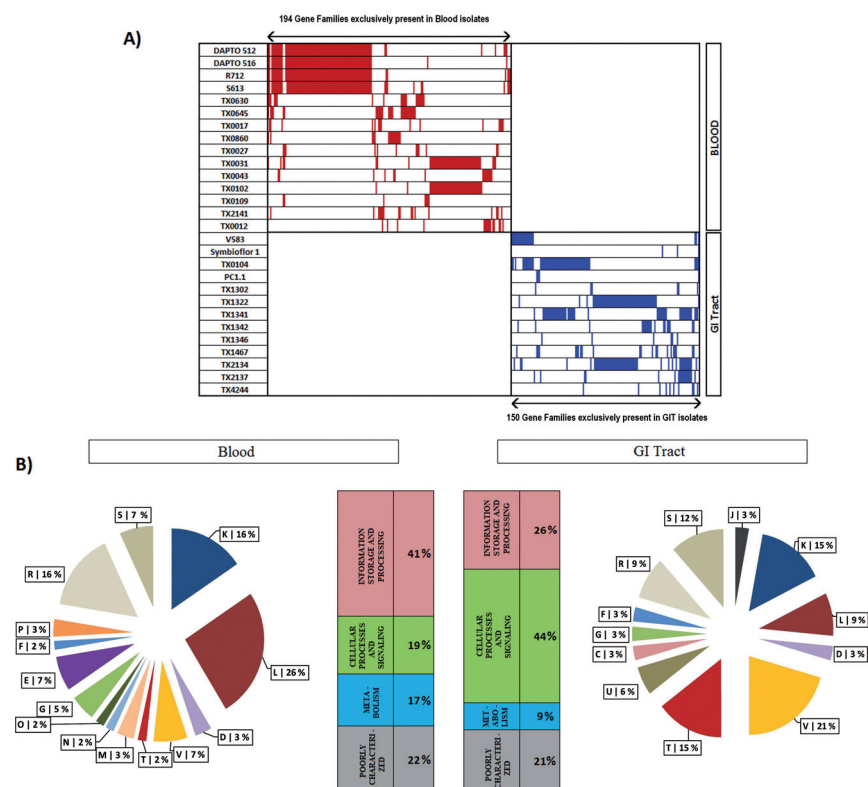 194 Gene Families exclusively present in Blood isolates
A)
DAPTO 512
DAPTO 516
R712
S613
TX0630
TX0645
TX0017
TX0860
TX0027
TX0031
TX0043
TX0102
TX0109
TX2141
TX0012
BLOOD
V583
Symbioflor 1
TX0104
PC1.1
TX1302
TX1322
TX1341
TX1342
TX1346
TX1467
TX2134
TX2137
TX4244
GI Tract
150 Gene Families exclusively present in GIT isolates
B)
Blood
GI Tract
S | 7 %
K | 16 %
R | 16 %
P | 3 %
F | 2 %
E | 7 %
G | 5 %
O | 2 %
N | 2 %
M | 3 %
T | 2 %
V | 7 %
D | 3 %
L | 26 %
INFORMATION
STORAGE AND
PROCESSING
41%
CELLULAR
PROCESSES
AND
SIGNALING
19%
META-
BOLISM
17%
POORLY
CHARACTERI -
ZED
22%
INFORMATION
STORAGE AND
PROCESSING
26%
CELLULAR
PROCESSES
AND
SIGNALING
44%
MET -
ABO -
LISM
9%
POORLY
CHARACTERI -
ZED
21%
S | 12 %
J | 3 %
K | 15 %
R | 9 %
L | 9 %
F | 3 %
G | 3 %
C | 3 %
D | 3 %
U | 6 %
T | 15 %
V | 21 %